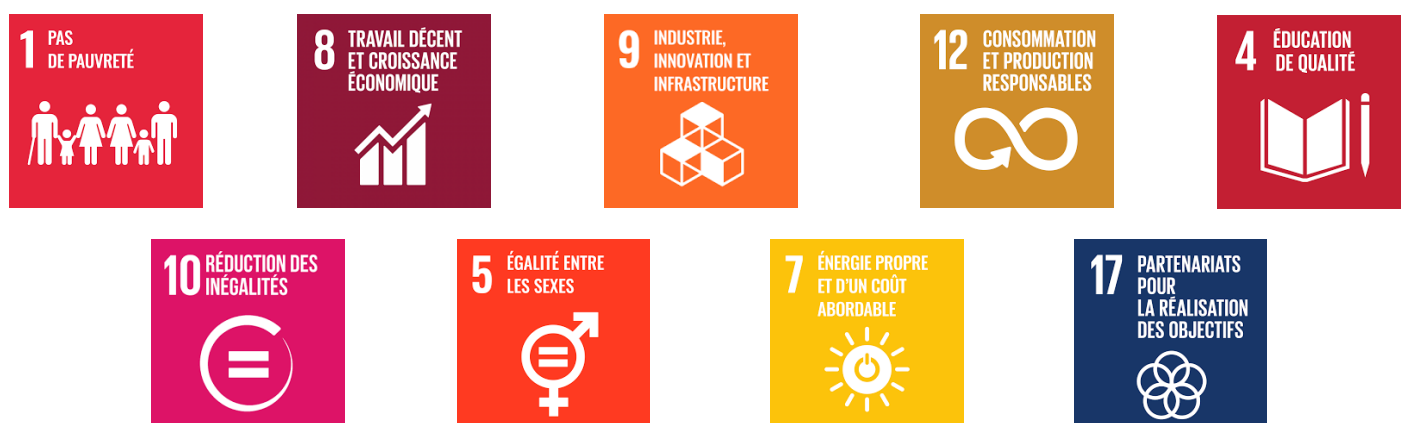 1 PAS
DE PAUVRETÉ
8 TRAVAIL DÉCENT
ET CROISSANCE
ÉCONOMIQUE
9 INDUSTRIE,
INNOVATION ET
INFRASTRUCTURE
12 CONSOMMATION
ET PRODUCTION
RESPONSABLES
4 ÉDUCATION
DE QUALITÉ
10 RÉDUCTION DES
INÉGALITÉS
5 ÉGALITÉ ENTRE
LES SEXES
7 ÉNERGIE PROPRE
ET D'UN COÛT
ABORDABLE
17 PARTENARIATS
POUR
LA RÉALISATION
DES OBJECTIFS